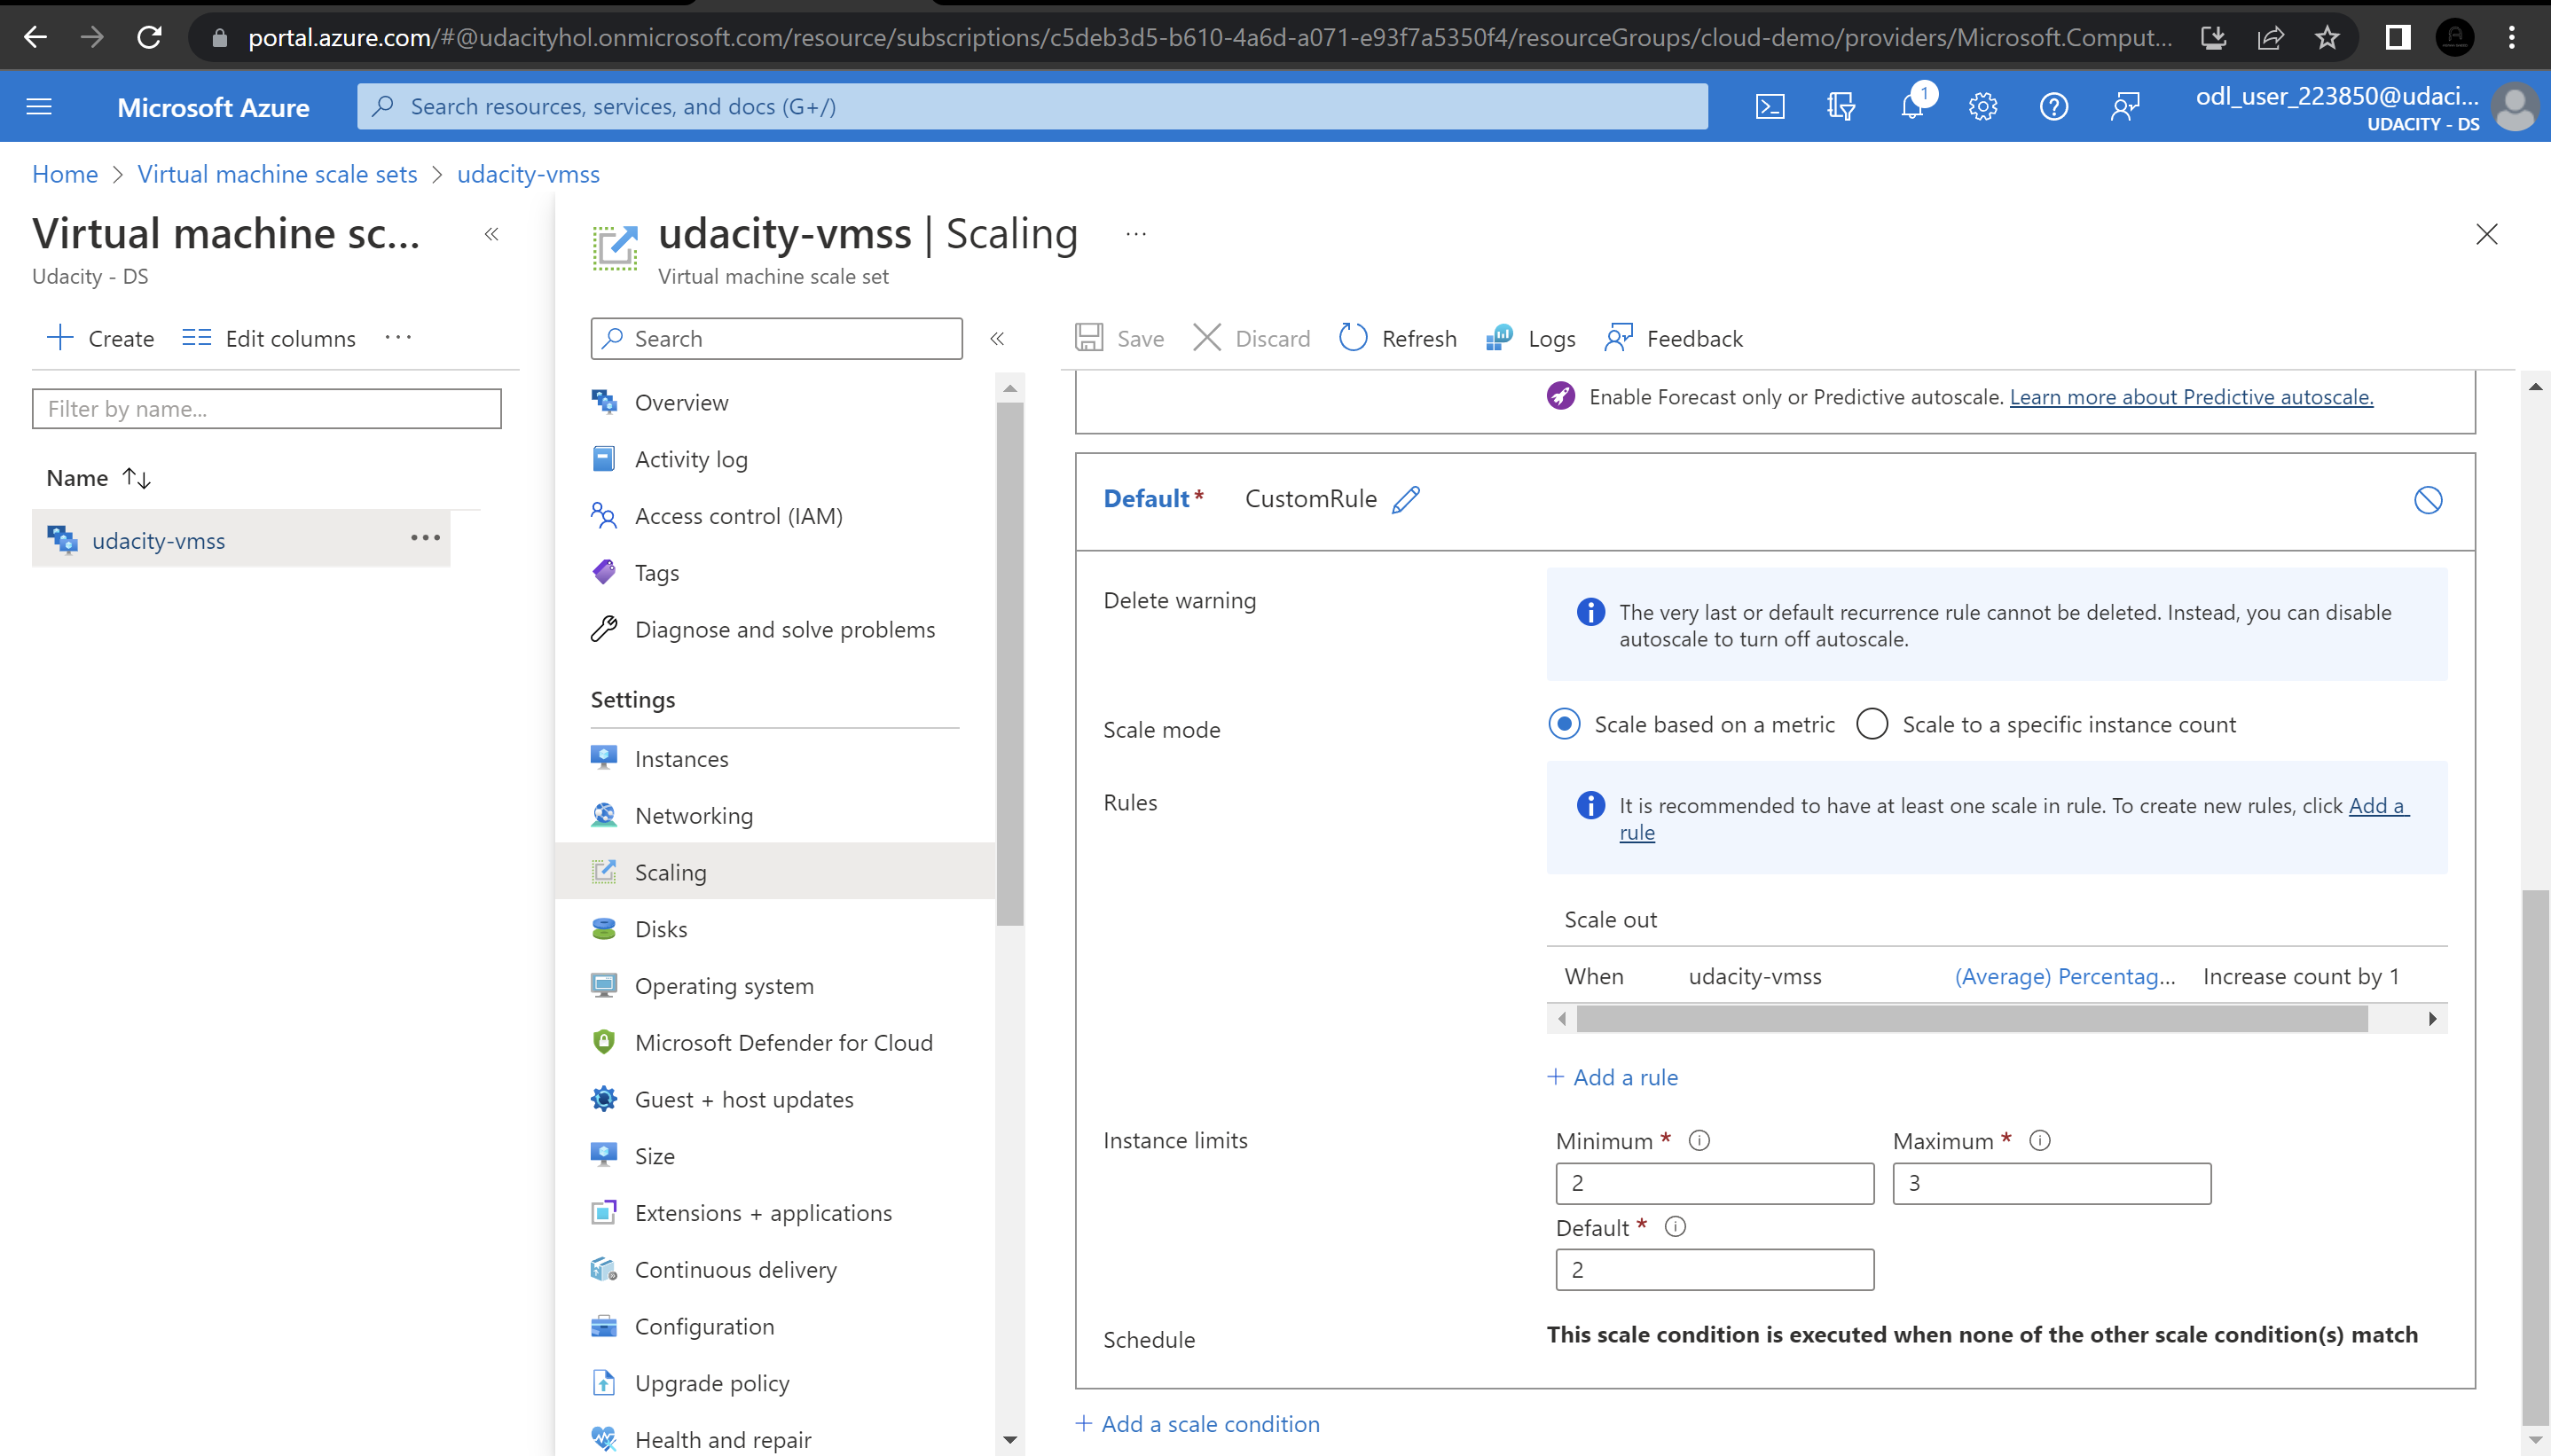 portal.azure.com/#@udacityhol.onmicrosoft.com/resource/subscriptions/c5deb3d5-b610-4a6d-a071-e93f7a5350f4/resourceGroups/cloud-demo/providers/Microsoft.Comput...
Microsoft Azure
Search resources, services, and docs (G+/)
1
odl_user_223850@udaci...
UDACITY - DS
Home > Virtual machine scale sets > udacity-vmss
Virtual machine sc...
Udacity - DS
Create
Edit columns
Filter by name...
Name
udacity-vmss
udacity-vmss | Scaling
Virtual machine scale set
Search
Overview
Activity log
Access control (IAM)
Tags
Diagnose and solve problems
Settings
Instances
Networking
Scaling
Disks
Operating system
Microsoft Defender for Cloud
Guest + host updates
Size
Extensions + applications
Continuous delivery
Configuration
Upgrade policy
Health and repair
Save
Discard
Refresh
Logs
Feedback
Enable Forecast only or Predictive autoscale. Learn more about Predictive autoscale.
Default* CustomRule
Delete warning
The very last or default recurrence rule cannot be deleted. Instead, you can disable
autoscale to turn off autoscale.
Scale mode
Scale based on a metric
Scale to a specific instance count
Rules
It is recommended to have at least one scale in rule. To create new rules, click Add a
rule
Scale out
When udacity-vmss (Average) Percentag... Increase count by 1
+ Add a rule
Instance limits
Minimum *
2
Maximum *
3
Default *
2
Schedule
This scale condition is executed when none of the other scale condition(s) match
+ Add a scale condition